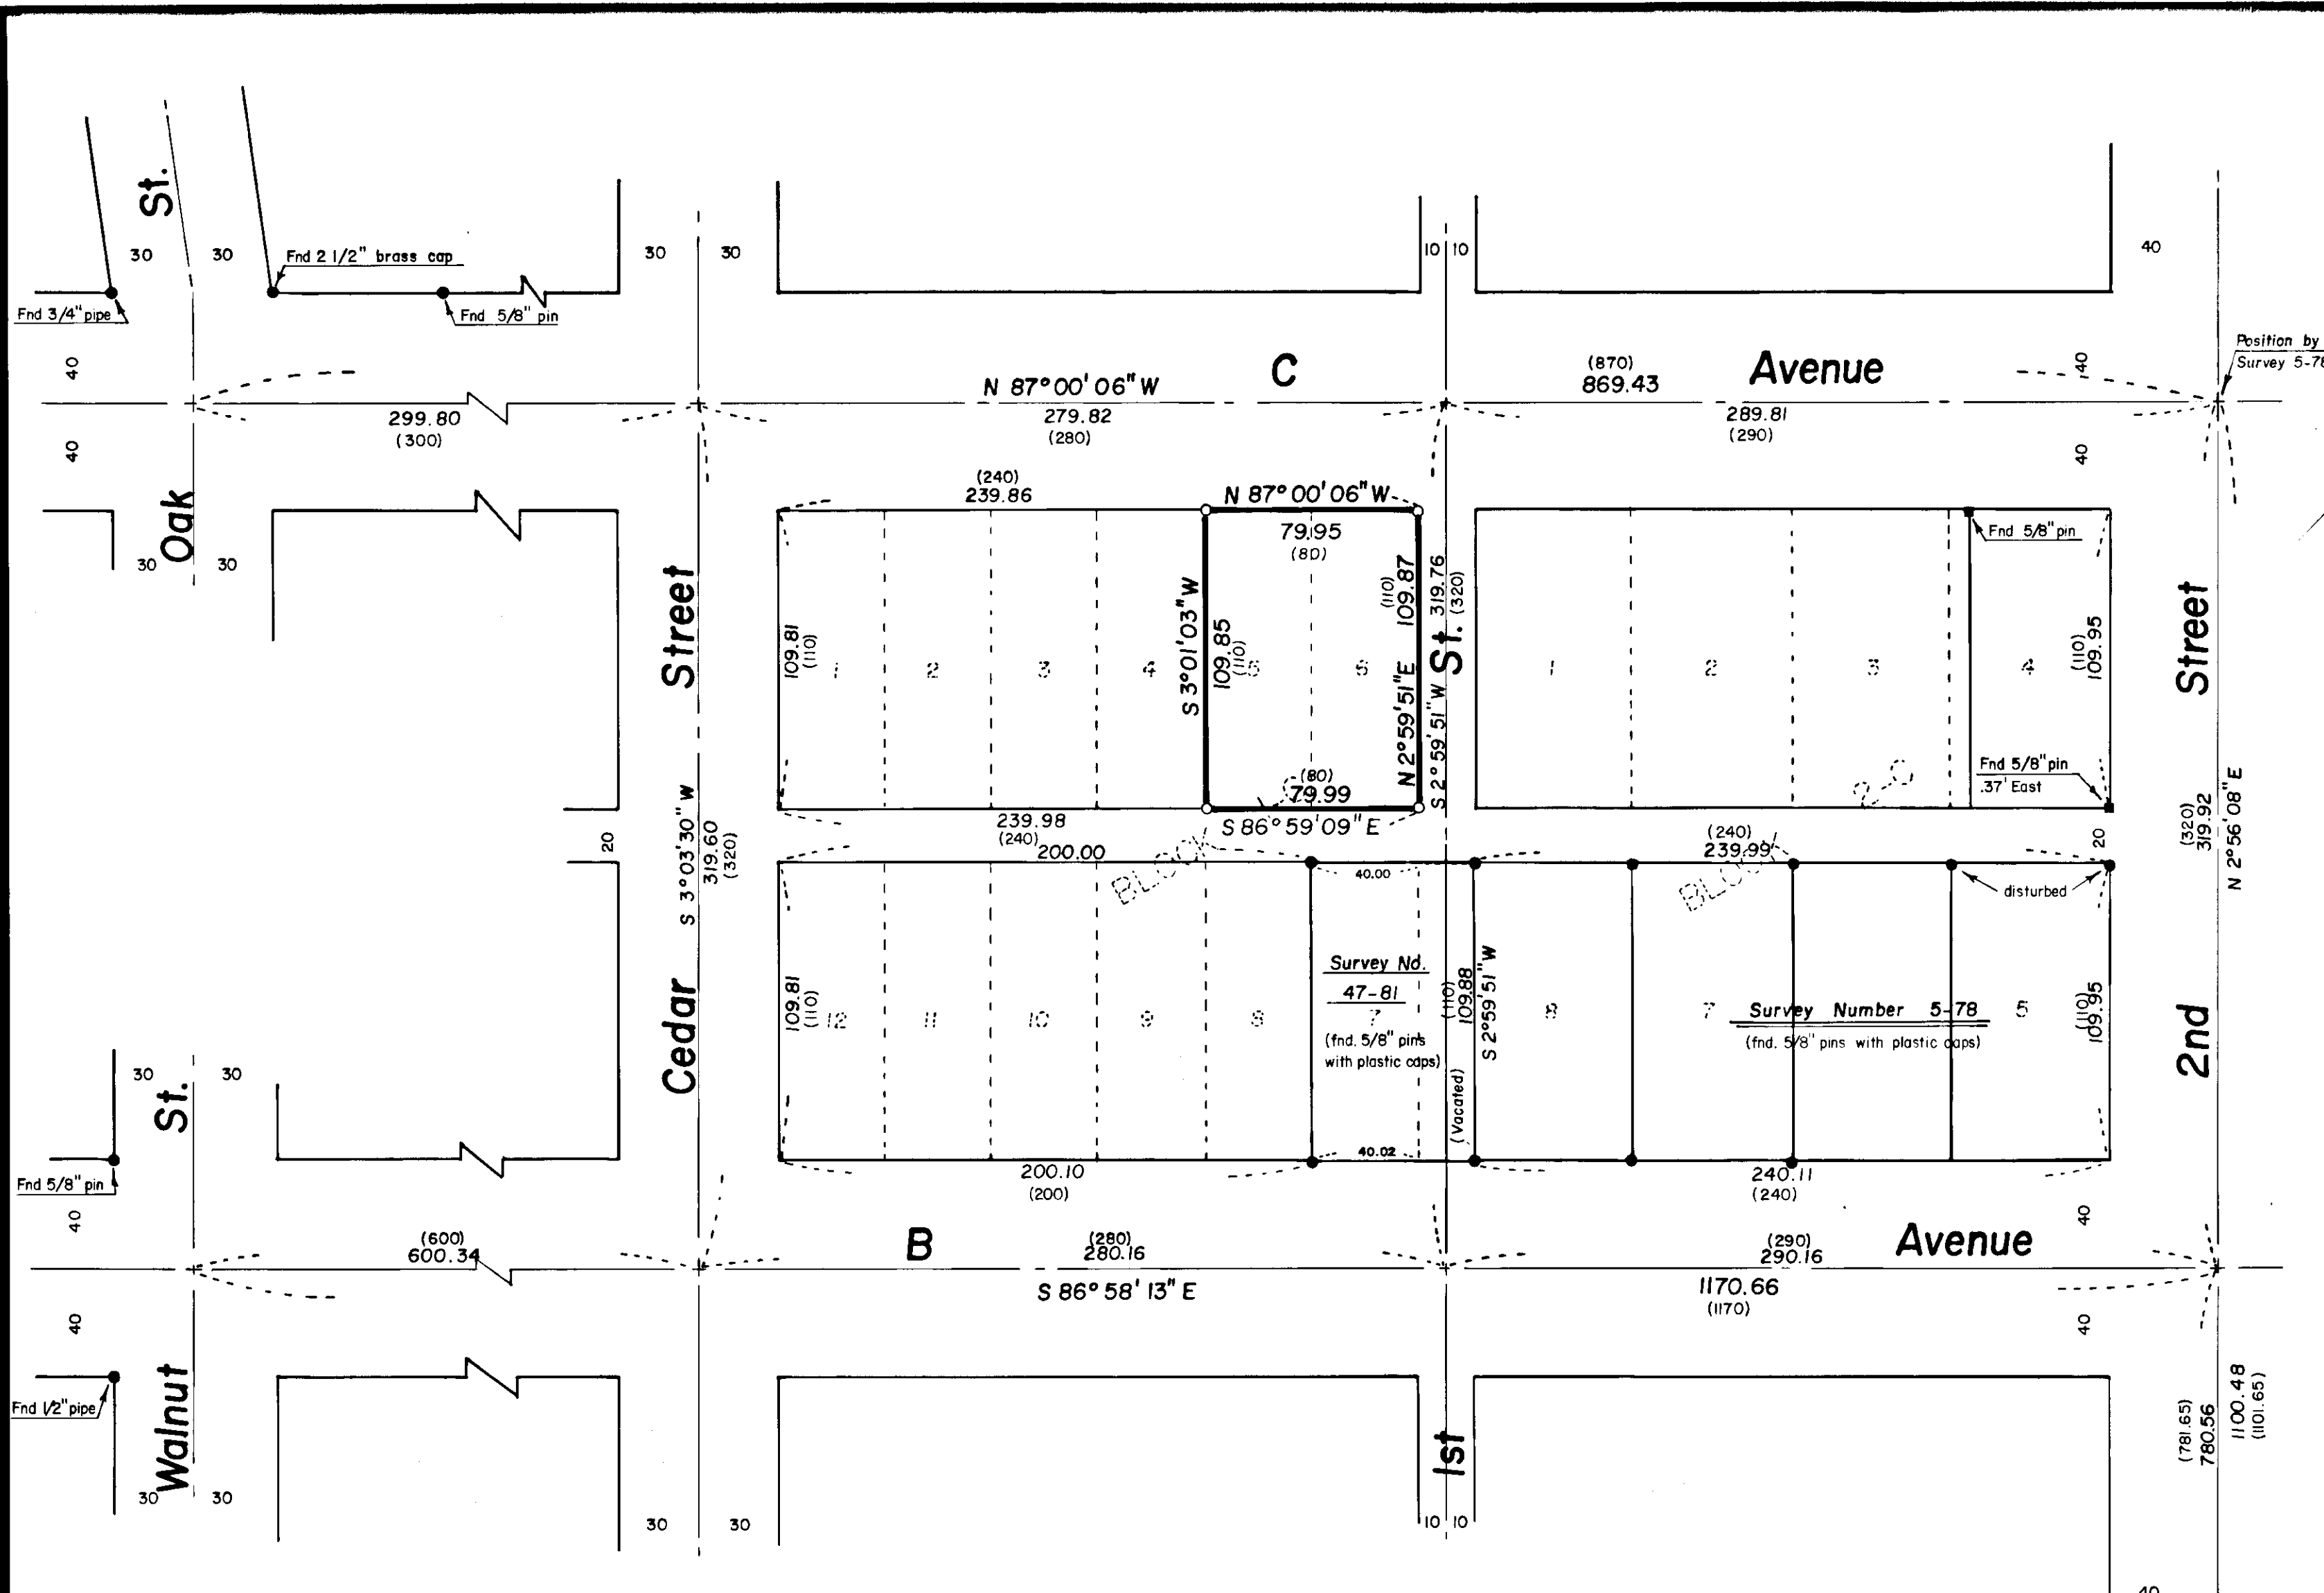 St.
30
30
Fnd 2 1/2" brass cap
Fnd 3/4" pipe
Fnd 5/8" pin
30
30
10
10
40
40
40
299.80
(300)
N 87°00'06" W
279.82
(280)
C
(870)
869.43
Avenue
289.81
(290)
40
40
Position by
Survey 5-78
Oak
30
30
Street
(240)
239.86
N 87°00'06" W
79.95
(80)
109.81
(110)
1
2
3
4
5
6
S 3°01'03" W
109.85
(110)
(110)
109.87
N 2°59'51" E
319.76
(320)
St.
S 2°59'51" W
1
2
3
4
Fnd 5/8" pin
(110)
109.95
Street
(80)
79.99
S 86°59'09" E
Fnd 5/8" pin
.37' East
20
S 3°03'30" W
319.60
(320)
239.98
(240)
200.00
BLOCK
40.00
(240)
239.99
BLOCK
disturbed
20
(320)
319.92
N 2°56'08" E
Cedar
109.81
(110)
12
11
10
9
8
Survey No.
47-81
7
(fnd. 5/8" pins
with plastic caps)
(110)
109.88
S 2°59'51" W
(Vacated)
8
7
Survey Number 5-78
(fnd. 5/8" pins with plastic caps)
5
(110)
109.95
2nd
30
30
St.
Fnd 5/8" pin
40
200.10
(200)
40.02
240.11
(240)
40
(600)
600.34
B
(280)
280.16
S 86°58'13" E
(290)
290.16
Avenue
1170.66
(1170)
40
40
Fnd 1/2" pipe
Walnut
30
30
30
30
1st
10
10
(781.65)
780.56
1100.48
(1101.65)
40